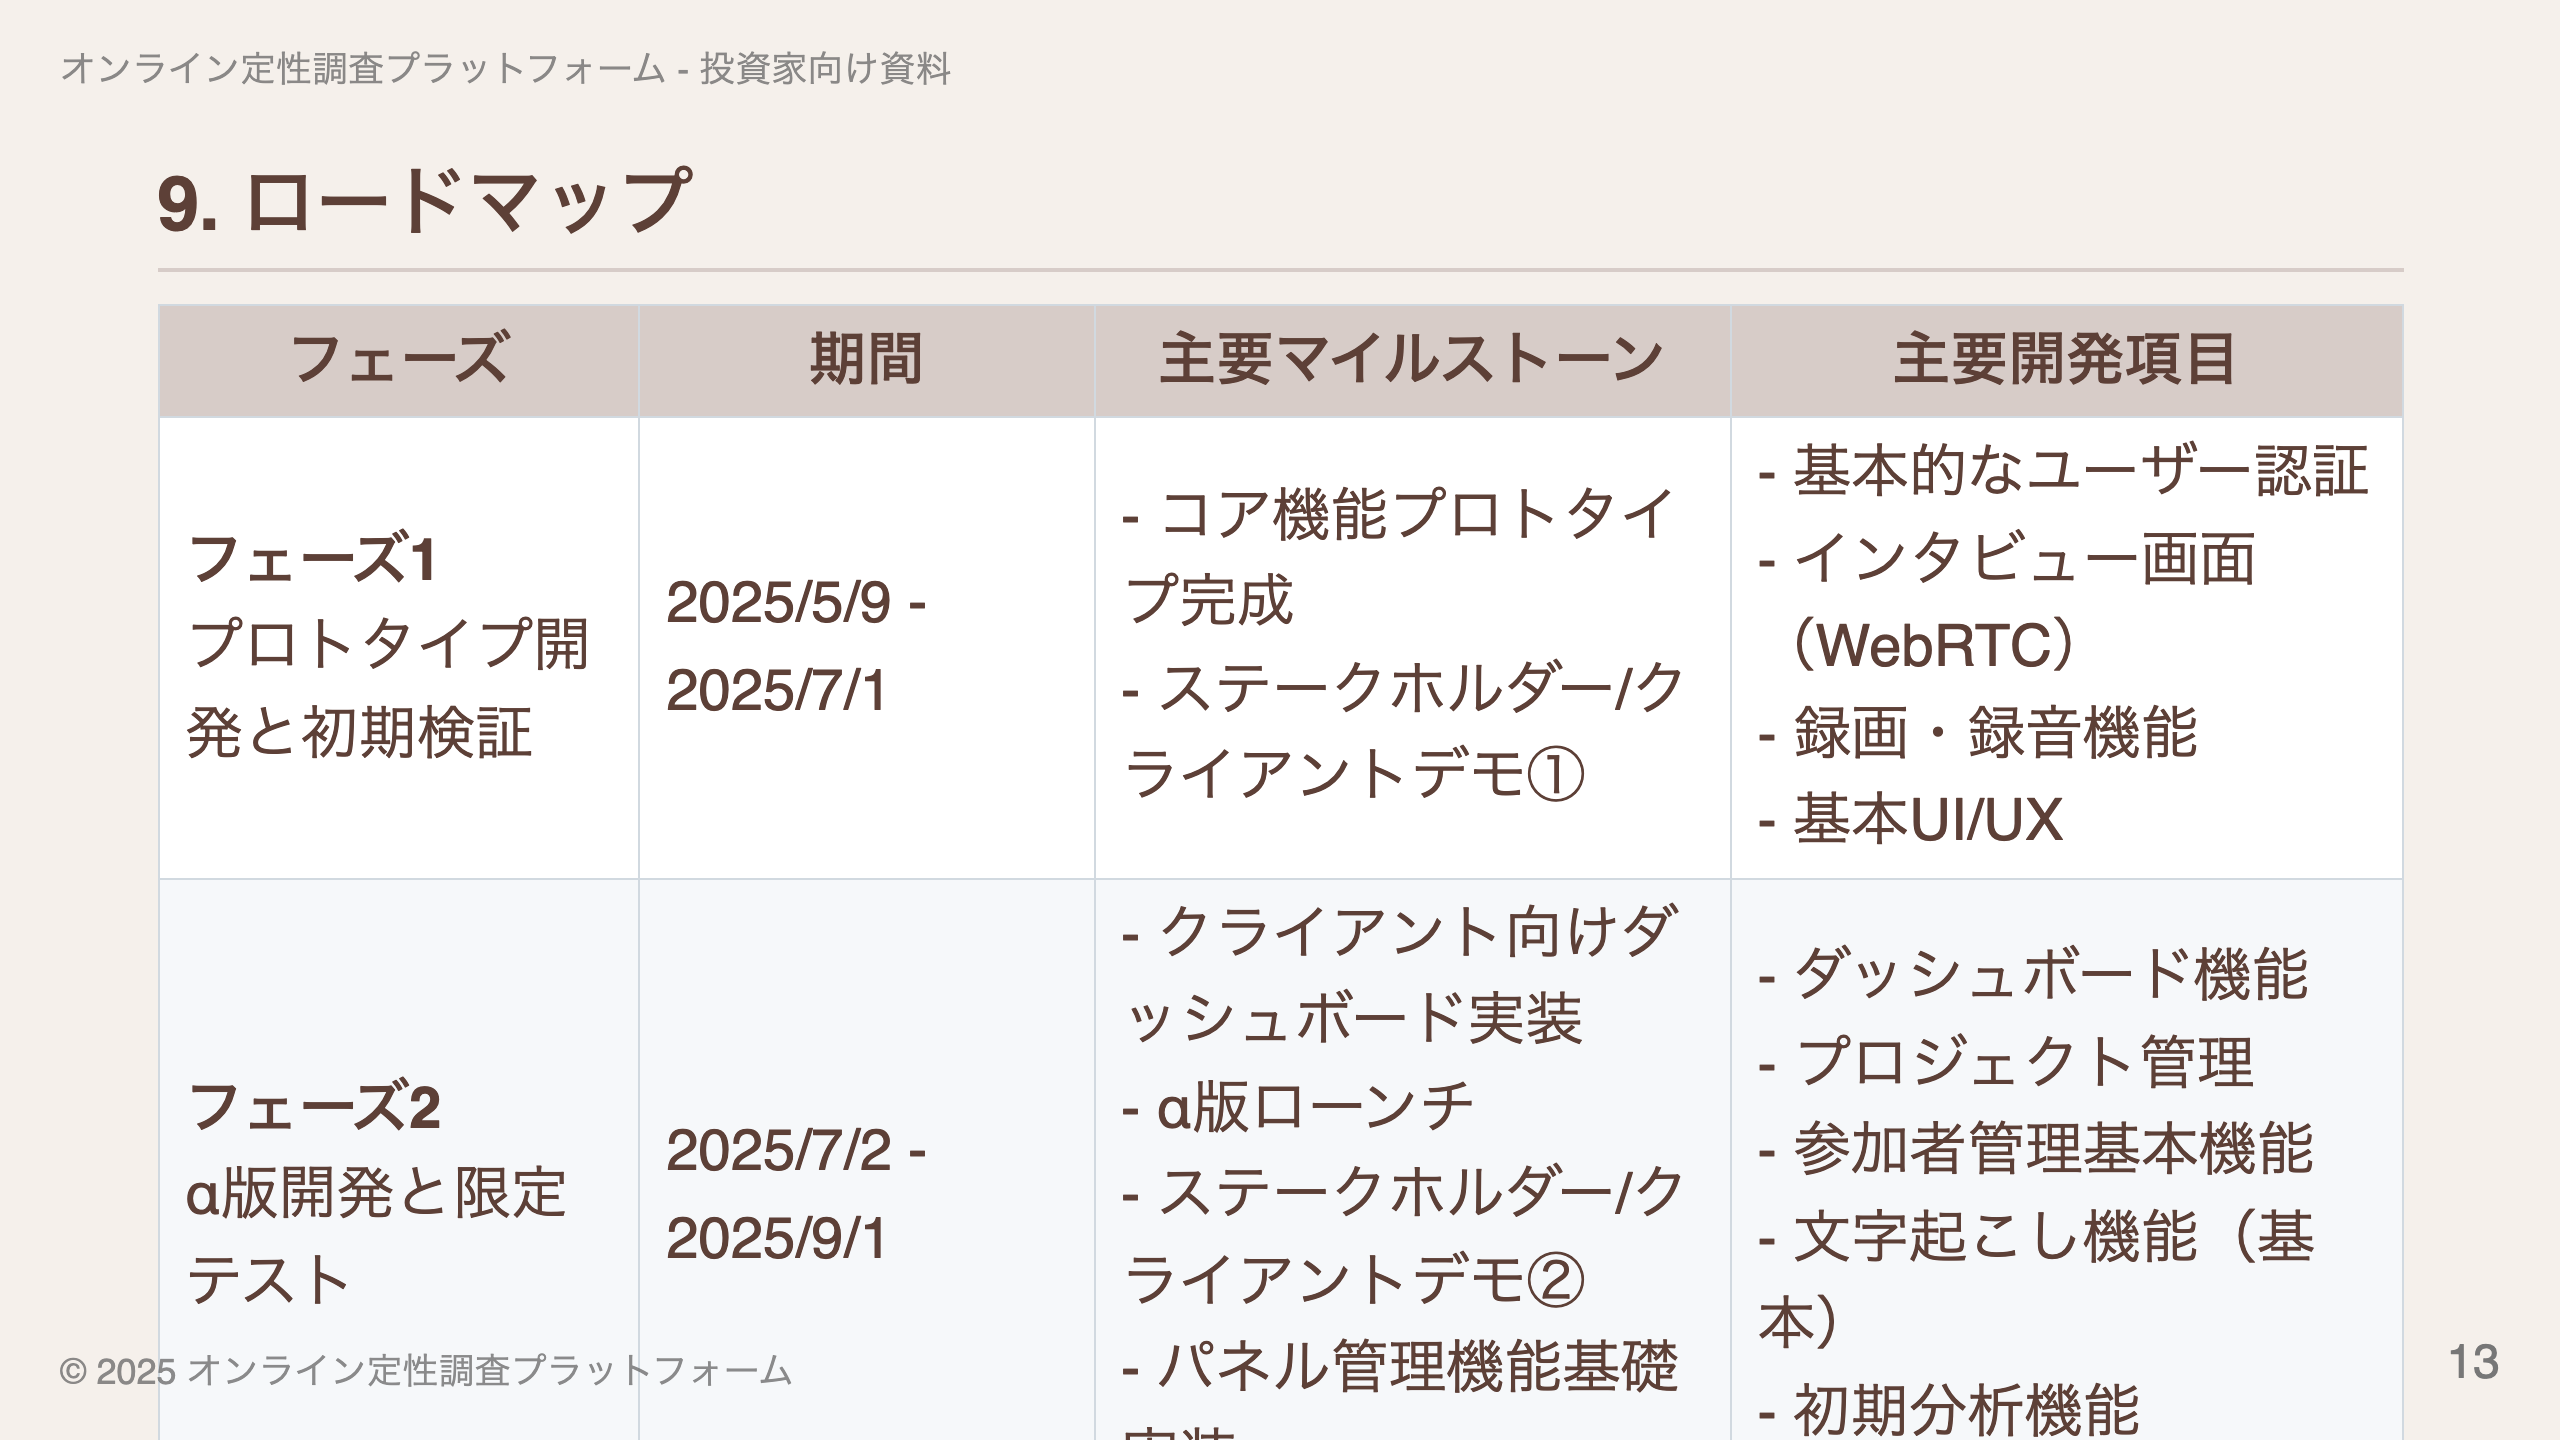 オンライン定性調査プラットフォーム - 投資家向け資料
9. ロードマップ
フェーズ
期間
主要マイルストーン
主要開発項目
フェーズ1
プロトタイプ開
発と初期検証
2025/5/9 -
2025/7/1
- コア機能プロトタイ
プ完成
- ステークホルダー/ク
ライアントデモ①
- 基本的なユーザー認証
- インタビュー画面
（WebRTC）
- 録画・録音機能
- 基本UI/UX
フェーズ2
α版開発と限定
テスト
2025/7/2 -
2025/9/1
- クライアント向けダ
ッシュボード実装
- α版ローンチ
- ステークホルダー/ク
ライアントデモ②
- パネル管理機能基礎
- ダッシュボード機能
- プロジェクト管理
- 参加者管理基本機能
- 文字起こし機能（基
本）
- 初期分析機能
© 2025 オンライン定性調査プラットフォーム
13